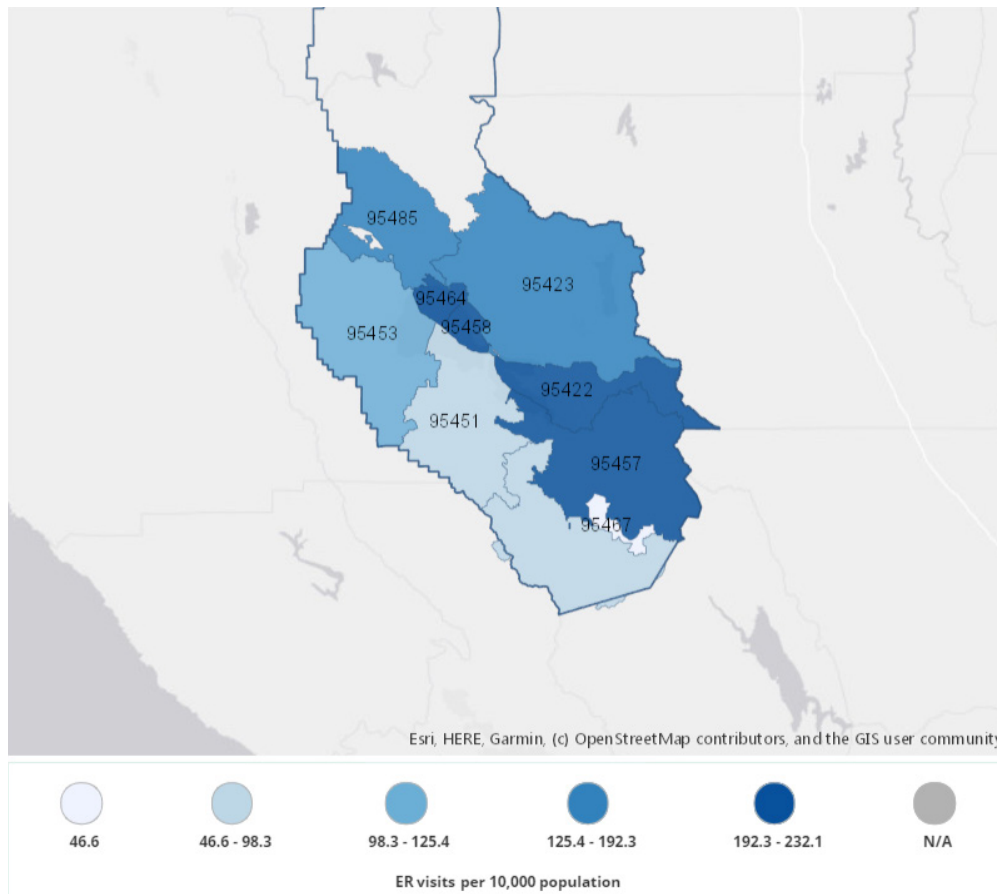 95485
95423
95464
95458
95453
95422
95451
95457
95467
Esri, HERE, Garmin, (c) OpenStreetMap contributors, and the GIS user community
46.6
46.6 - 98.3
98.3 - 125.4
125.4 - 192.3
192.3 - 232.1
N/A
ER visits per 10,000 population